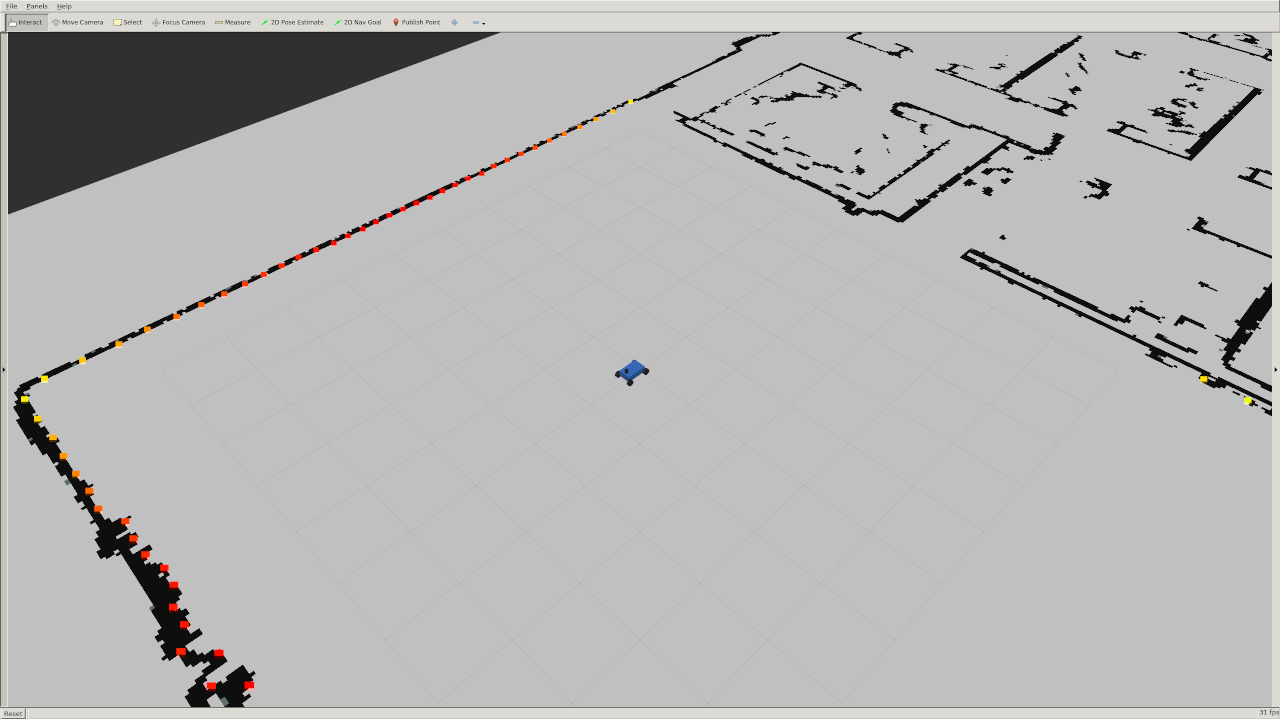 File Panels Help
Interact Move Camera Select Focus Camera Measure 2D Pose Estimate 2D Nav Goal Publish Point
Reset 31 fps